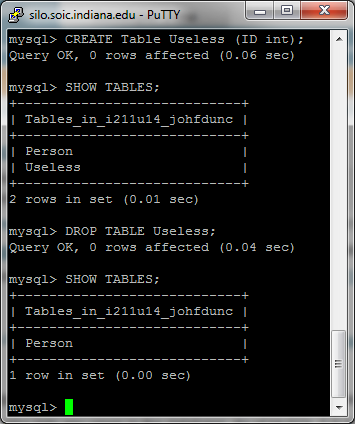 silo.soic.indiana.edu - PuTTY
mysql> CREATE Table Useless (ID int);
Query OK, 0 rows affected (0.06 sec)
mysql> SHOW TABLES;
+---------------------------+
| Tables_in_i211u14_johfdunc |
+---------------------------+
| Person |
| Useless |
+---------------------------+
2 rows in set (0.01 sec)
mysql> DROP TABLE Useless;
Query OK, 0 rows affected (0.04 sec)
mysql> SHOW TABLES;
+---------------------------+
| Tables_in_i211u14_johfdunc |
+---------------------------+
| Person |
+---------------------------+
1 row in set (0.00 sec)
mysql>